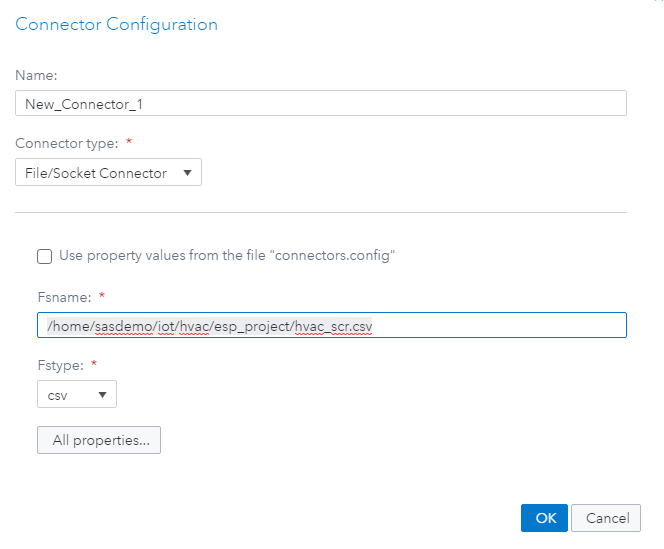 Connector Configuration
Name:
New_Connector_1
Connector type: *
File/Socket Connector
Use property values from the file "connectors.config"
Fsname: *
/home/sasdemo/iot/hvac/esp_project/hvac_scr.csv
Fstype: *
csv
All properties...
OK Cancel